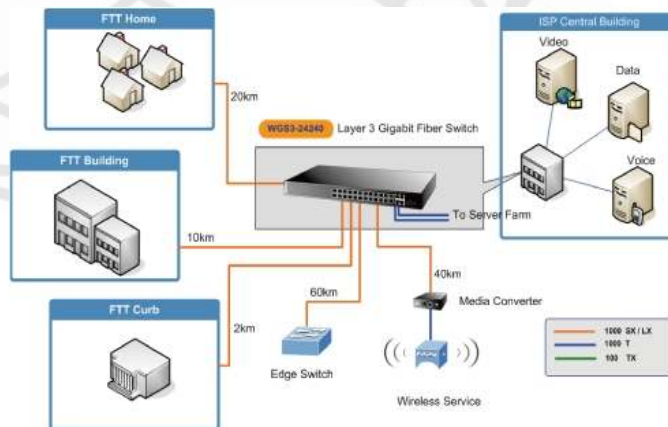 FTT Home
ISP Central Building
Video
Data
20km
WGS3-24240 Layer 3 Gigabit Fiber Switch
FTT Building
Voice
To Server Farm
10km
40km
60km
Media Converter
FTT Curb
2km
1000 SX / LX
1000 T
100 TX
Edge Switch
Wireless Service